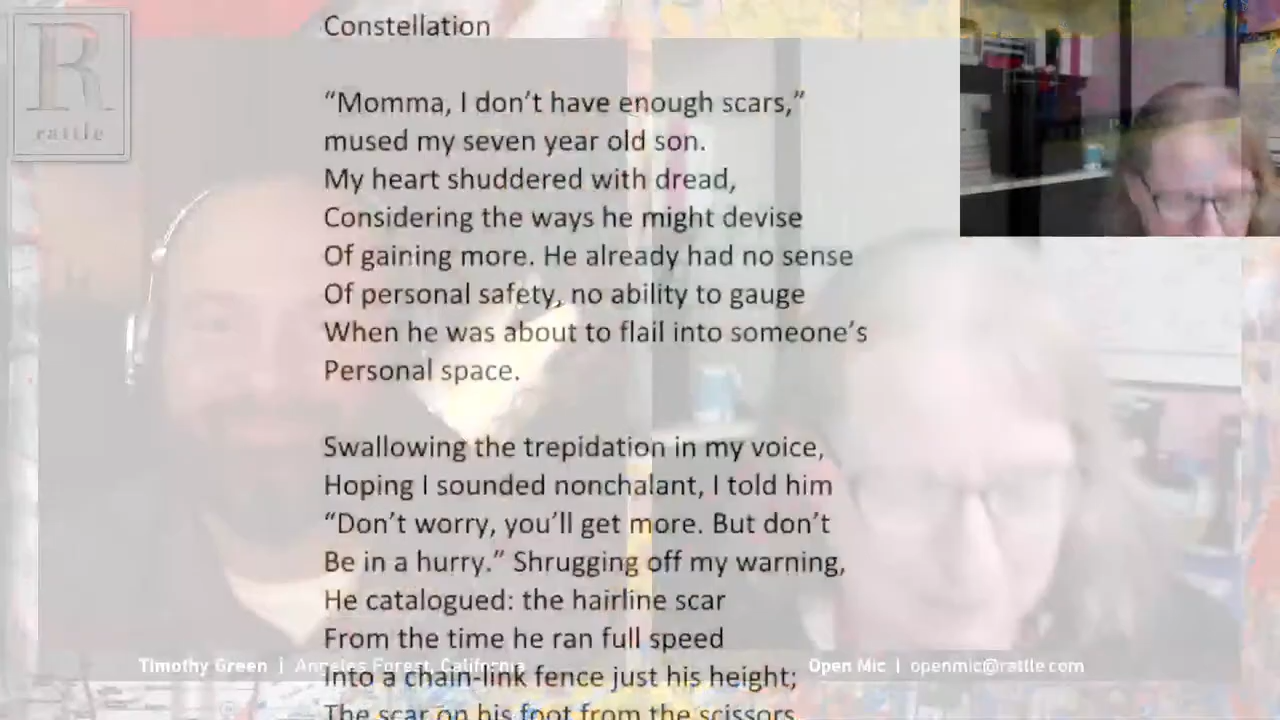 Constellation
R
rattle
“Momma, I don’t have enough scars,”
mused my seven year old son.
My heart shuddered with dread,
Considering the ways he might devise
Of gaining more. He already had no sense
Of personal safety, no ability to gauge
When he was about to flail into someone’s
Personal space.
Swallowing the trepidation in my voice,
Hoping I sounded nonchalant, I told him
“Don’t worry, you’ll get more. But don’t
Be in a hurry.” Shrugging off my warning,
He catalogued: the hairline scar
From the time he ran full speed
Timothy Green | Angeles Forest, California
Open Mic | openmic@rattle.com
Into a chain-link fence just his height;
The scar on his foot from the scissors